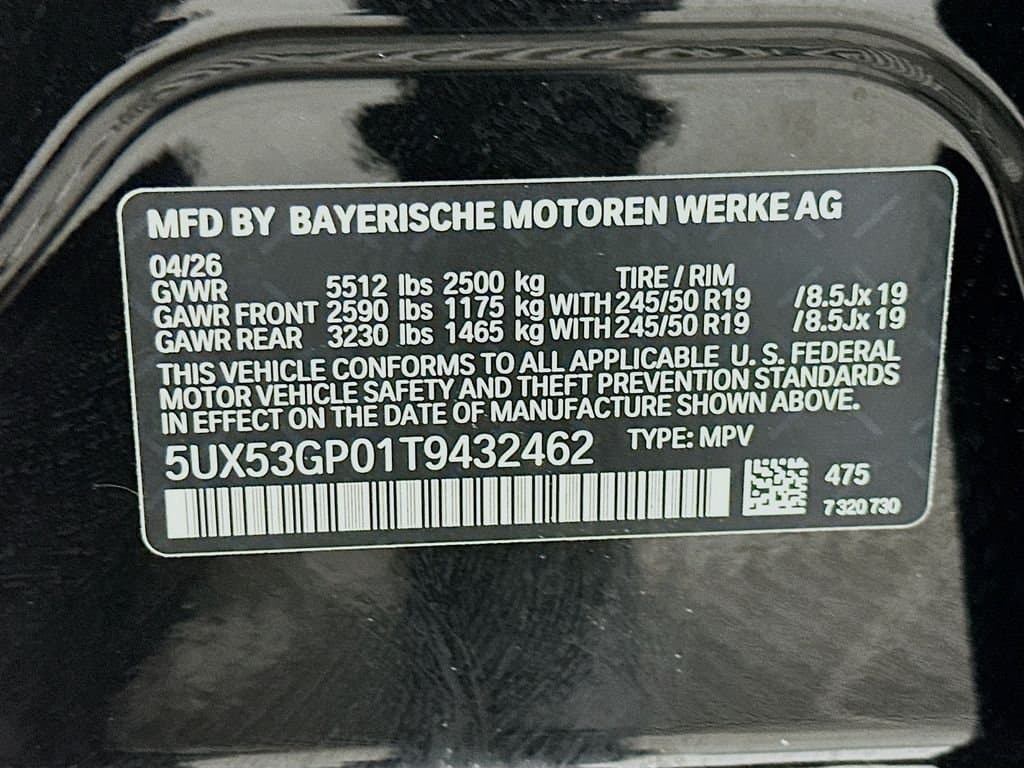 MFD BY BAYERISCHE MOTOREN WERKE AG
04/26
GVWR 5512 lbs 2500 kg TIRE / RIM
GAWR FRONT 2590 lbs 1175 kg WITH 245/50 R19 /8.5Jx 19
GAWR REAR 3230 lbs 1465 kg WITH 245/50 R19 /8.5Jx 19
THIS VEHICLE CONFORMS TO ALL APPLICABLE U. S. FEDERAL
MOTOR VEHICLE SAFETY AND THEFT PREVENTION STANDARDS
IN EFFECT ON THE DATE OF MANUFACTURE SHOWN ABOVE.
5UX53GP01T9432462 TYPE: MPV
475
7 320 730